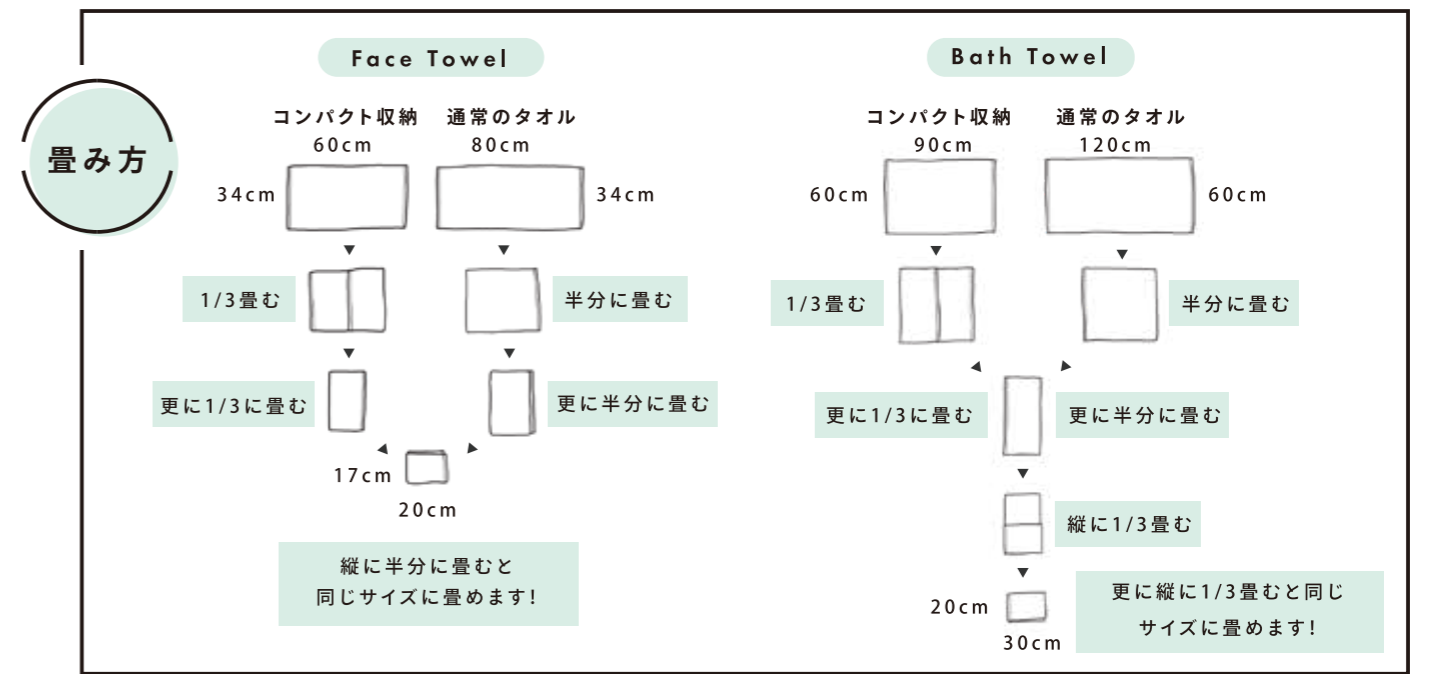 畳み方
Face Towel
コンパクト収納
60cm
34cm
通常のタオル
80cm
34cm
1/3畳む
半分に畳む
更に1/3に畳む
更に半分に畳む
17cm
20cm
縦に半分に畳むと
同じサイズに畳めます!
Bath Towel
コンパクト収納
90cm
60cm
通常のタオル
120cm
60cm
1/3畳む
半分に畳む
更に1/3に畳む
更に半分に畳む
縦に1/3畳む
20cm
30cm
更に縦に1/3畳むと同じ
サイズに畳めます!